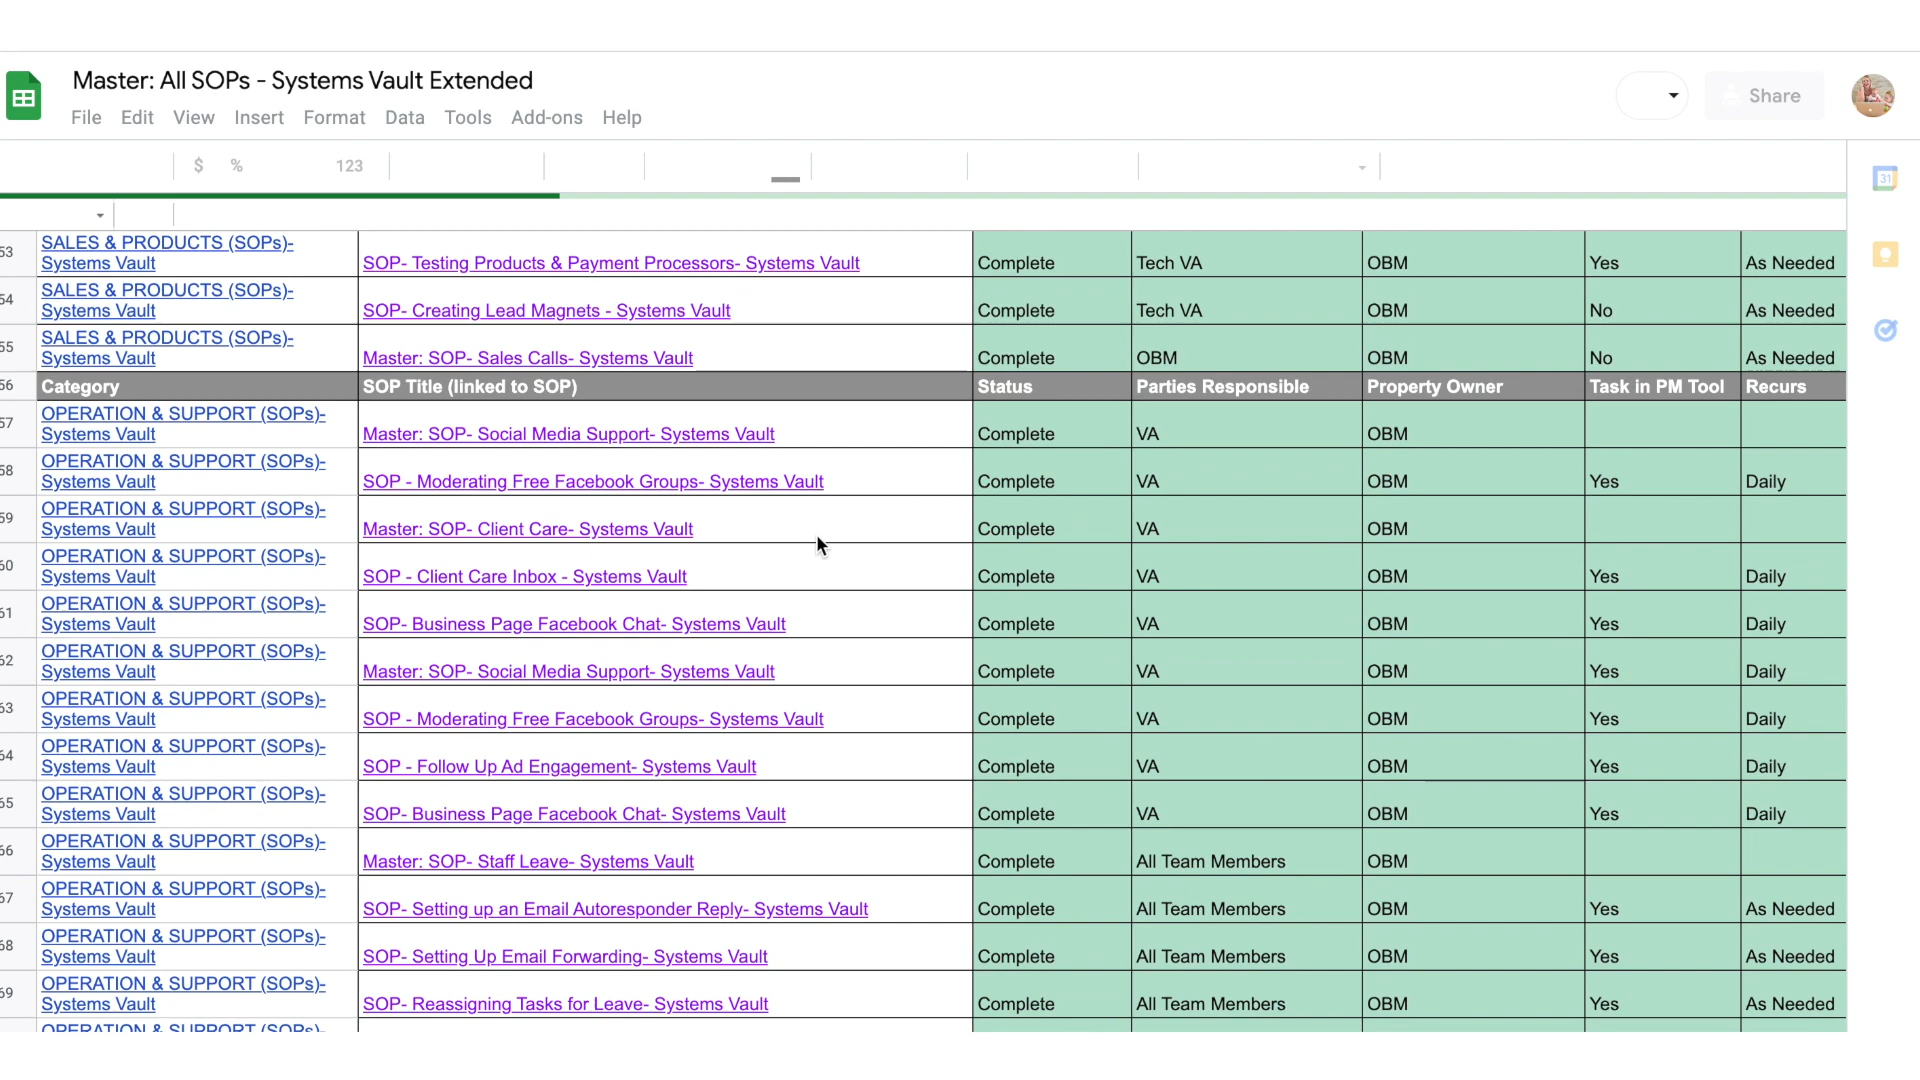 Master: All SOPs - Systems Vault Extended
File Edit View Insert Format Data Tools Add-ons Help
Share
$ % 123
31
53 SALES & PRODUCTS (SOPs)-
Systems Vault SOP- Testing Products & Payment Processors- Systems Vault Complete Tech VA OBM Yes As Needed
54 SALES & PRODUCTS (SOPs)-
Systems Vault SOP- Creating Lead Magnets - Systems Vault Complete Tech VA OBM No As Needed
55 SALES & PRODUCTS (SOPs)-
Systems Vault Master: SOP- Sales Calls- Systems Vault Complete OBM OBM No As Needed
56 Category SOP Title (linked to SOP) Status Parties Responsible Property Owner Task in PM Tool Recurs
57 OPERATION & SUPPORT (SOPs)-
Systems Vault Master: SOP- Social Media Support- Systems Vault Complete VA OBM
58 OPERATION & SUPPORT (SOPs)-
Systems Vault SOP - Moderating Free Facebook Groups- Systems Vault Complete VA OBM Yes Daily
59 OPERATION & SUPPORT (SOPs)-
Systems Vault Master: SOP- Client Care- Systems Vault Complete VA OBM
60 OPERATION & SUPPORT (SOPs)-
Systems Vault SOP - Client Care Inbox - Systems Vault Complete VA OBM Yes Daily
61 OPERATION & SUPPORT (SOPs)-
Systems Vault SOP- Business Page Facebook Chat- Systems Vault Complete VA OBM Yes Daily
62 OPERATION & SUPPORT (SOPs)-
Systems Vault Master: SOP- Social Media Support- Systems Vault Complete VA OBM Yes Daily
63 OPERATION & SUPPORT (SOPs)-
Systems Vault SOP - Moderating Free Facebook Groups- Systems Vault Complete VA OBM Yes Daily
64 OPERATION & SUPPORT (SOPs)-
Systems Vault SOP - Follow Up Ad Engagement- Systems Vault Complete VA OBM Yes Daily
65 OPERATION & SUPPORT (SOPs)-
Systems Vault SOP- Business Page Facebook Chat- Systems Vault Complete VA OBM Yes Daily
66 OPERATION & SUPPORT (SOPs)-
Systems Vault Master: SOP- Staff Leave- Systems Vault Complete All Team Members OBM
67 OPERATION & SUPPORT (SOPs)-
Systems Vault SOP- Setting up an Email Autoresponder Reply- Systems Vault Complete All Team Members OBM Yes As Needed
68 OPERATION & SUPPORT (SOPs)-
Systems Vault SOP- Setting Up Email Forwarding- Systems Vault Complete All Team Members OBM Yes As Needed
69 OPERATION & SUPPORT (SOPs)-
Systems Vault SOP- Reassigning Tasks for Leave- Systems Vault Complete All Team Members OBM Yes As Needed
OPERATION & SUPPORT (SOPs)-